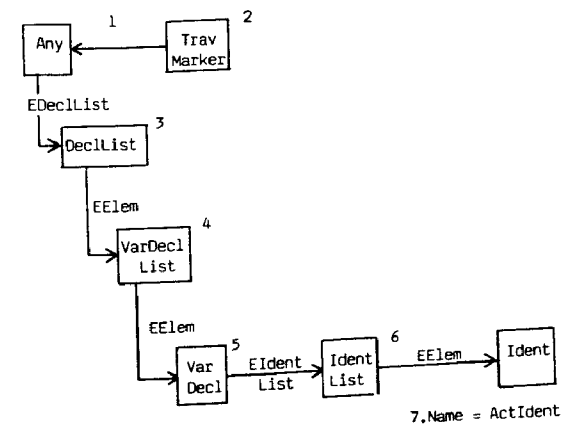 1
2
Any
Trav
Marker
EDeclList
3
DeclList
EElem
4
VarDecl
List
EElem
5
Var
Decl
EIdent
List
6
Ident
List
EElem
Ident
7.Name = ActIdent